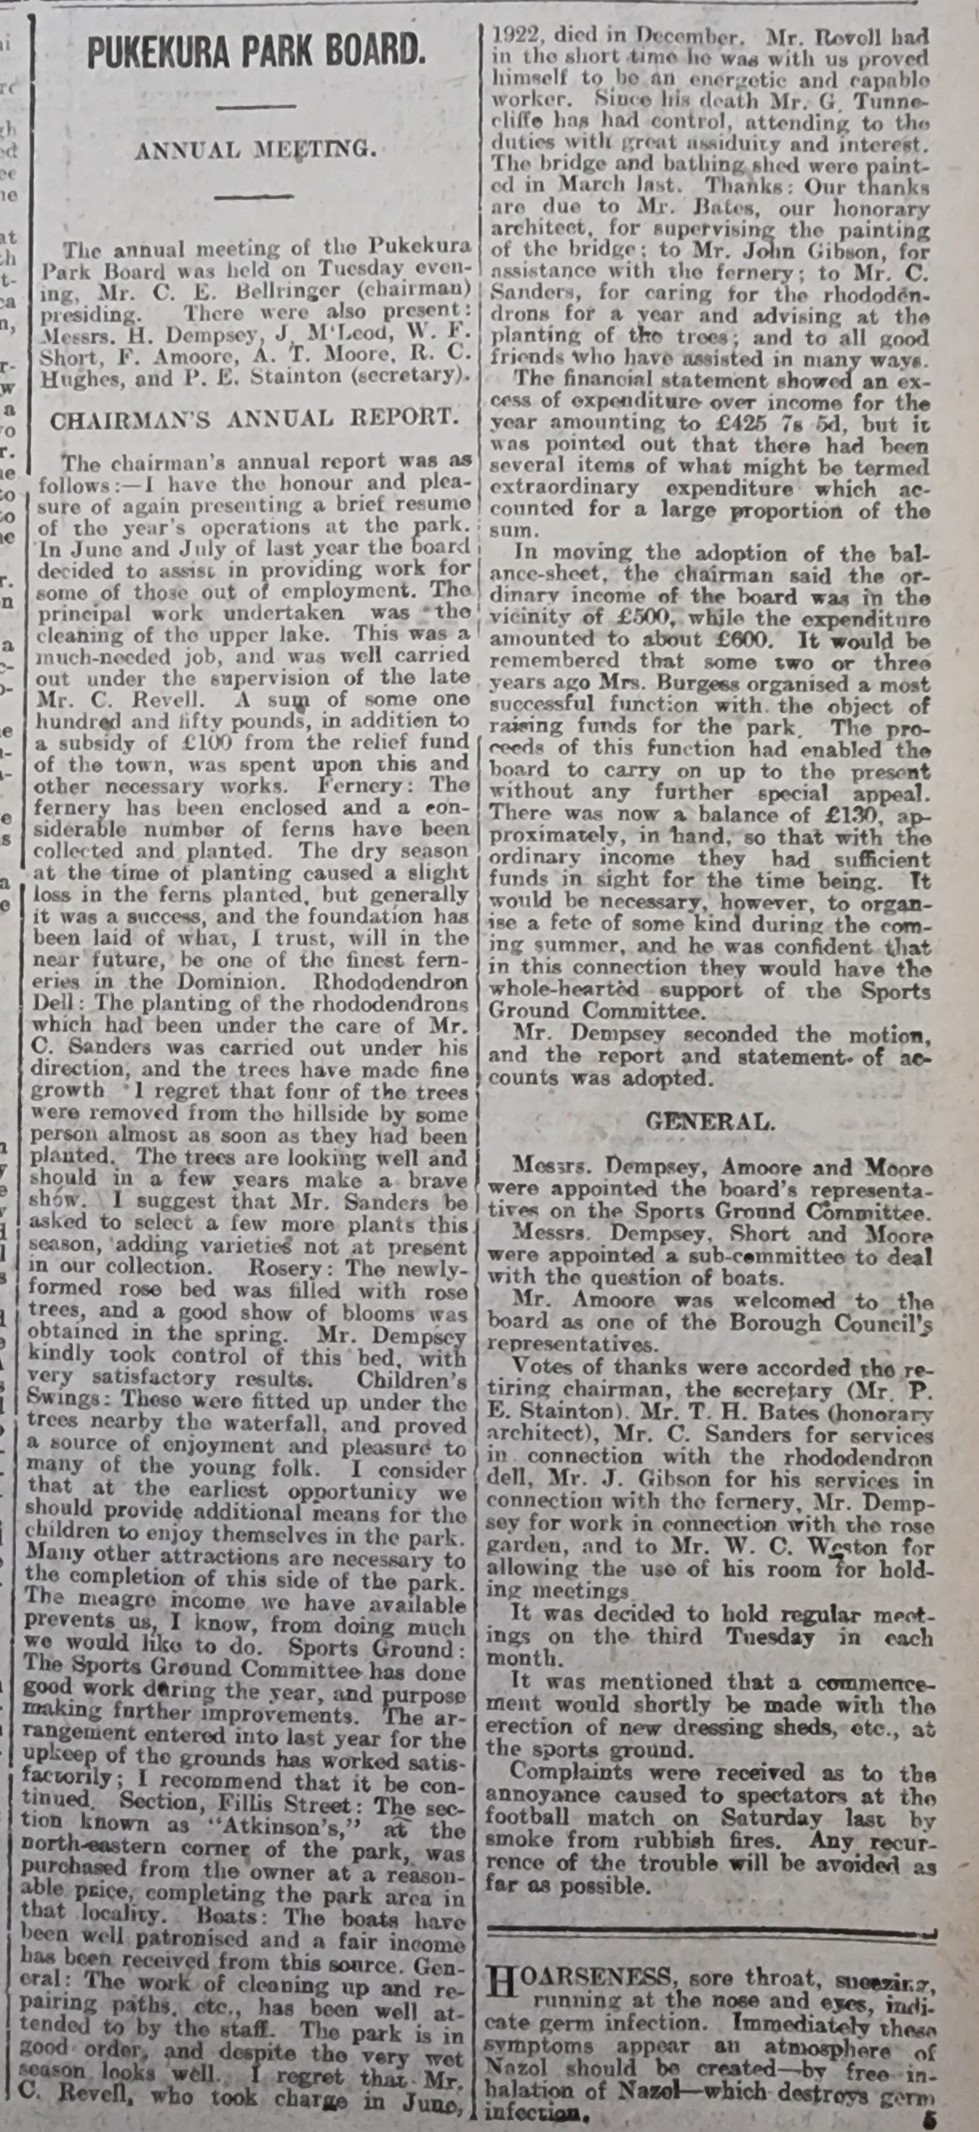 PUKEKURA PARK BOARD.
ANNUAL MEETING.
The annual meeting of the Pukekura
Park Board was held on Tuesday even-
ing, Mr. C. E. Bellringer (chairman)
presiding. There were also present:
Messrs. H. Dempsey, J. M'Leod, W. F.
Short, F. Amoore, A. T. Moore, R. C.
Hughes, and P. E. Stainton (secretary).
CHAIRMAN'S ANNUAL REPORT.
The chairman's annual report was as
follows:—I have the honour and plea-
sure of again presenting a brief resume
of the year's operations at the park.
In June and July of last year the board
decided to assist in providing work for
some of those out of employment. The
principal work undertaken was the
cleaning of the upper lake. This was a
much-needed job, and was well carried
out under the supervision of the late
Mr. C. Revell. A sum of some one
hundred and fifty pounds, in addition to
a subsidy of £100 from the relief fund
of the town, was spent upon this and
other necessary works. Fernery: The
fernery has been enclosed and a con-
siderable number of ferns have been
collected and planted. The dry season
at the time of planting caused a slight
loss in the ferns planted, but generally
it was a success, and the foundation has
been laid of what, I trust, will in the
near future, be one of the finest fern-
eries in the Dominion. Rhododendron
Dell: The planting of the rhododendrons
which had been under the care of Mr.
C. Sanders was carried out under his
direction, and the trees have made fine
growth I regret that four of the trees
were removed from the hillside by some
person almost as soon as they had been
planted. The trees are looking well and
should in a few years make a brave
show. I suggest that Mr. Sanders be
asked to select a few more plants this
season, adding varieties not at present
in our collection. Rosery: The newly-
formed rose bed was filled with rose
trees, and a good show of blooms was
obtained in the spring. Mr. Dempsey
kindly took control of this bed, with
very satisfactory results. Children's
Swings: These were fitted up under the
trees nearby the waterfall, and proved
a source of enjoyment and pleasure to
many of the young folk. I consider
that at the earliest opportunity we
should provide additional means for the
children to enjoy themselves in the park.
Many other attractions are necessary to
the completion of this side of the park.
The meagre income we have available
prevents us, I know, from doing much
we would like to do. Sports Ground:
The Sports Ground Committee has done
good work during the year, and purpose
making further improvements. The ar-
rangement entered into last year for the
upkeep of the grounds has worked satis-
factorily; I recommend that it be con-
tinued. Section, Fillis Street: The sec-
tion known as "Atkinson's," at the
north-eastern corner of the park, was
purchased from the owner at a reason-
able price, completing the park area in
that locality. Boats: The boats have
been well patronised and a fair income
has been received from this source. Gen-
eral: The work of cleaning up and re-
pairing paths, etc., has been well at-
tended to by the staff. The park is in
good order, and despite the very wet
season looks well. I regret that Mr.
C. Revell, who took charge in June,
1922, died in December. Mr. Revell had
in the short time he was with us proved
himself to be an energetic and capable
worker. Since his death Mr. G. Tunne-
cliffe has had control, attending to the
duties with great assiduity and interest.
The bridge and bathing shed were paint-
ed in March last. Thanks: Our thanks
are due to Mr. Bates, our honorary
architect, for supervising the painting
of the bridge; to Mr. John Gibson, for
assistance with the fernery; to Mr. C.
Sanders, for caring for the rhododen-
drons for a year and advising at the
planting of the trees; and to all good
friends who have assisted in many ways.
The financial statement showed an ex-
cess of expenditure over income for the
year amounting to £425 7s 5d, but it
was pointed out that there had been
several items of what might be termed
extraordinary expenditure which ac-
counted for a large proportion of the
sum.
In moving the adoption of the bal-
ance-sheet, the chairman said the or-
dinary income of the board was in the
vicinity of £500, while the expenditure
amounted to about £600. It would be
remembered that some two or three
years ago Mrs. Burgess organised a most
successful function with the object of
raising funds for the park. The pro-
ceeds of this function had enabled the
board to carry on up to the present
without any further special appeal.
There was now a balance of £130, ap-
proximately, in hand, so that with the
ordinary income they had sufficient
funds in sight for the time being. It
would be necessary, however, to organ-
ise a fete of some kind during the com-
ing summer, and he was confident that
in this connection they would have the
whole-hearted support of the Sports
Ground Committee.
Mr. Dempsey seconded the motion,
and the report and statement of ac-
counts was adopted.
GENERAL.
Messrs. Dempsey, Amoore and Moore
were appointed the board's representa-
tives on the Sports Ground Committee.
Messrs. Dempsey, Short and Moore
were appointed a sub-committee to deal
with the question of boats.
Mr. Amoore was welcomed to the
board as one of the Borough Council's
representatives.
Votes of thanks were accorded the re-
tiring chairman, the secretary (Mr. P.
E. Stainton). Mr. T. H. Bates (honorary
architect), Mr. C. Sanders for services
in connection with the rhododendron
dell, Mr. J. Gibson for his services in
connection with the fernery, Mr. Demp-
sey for work in connection with the rose
garden, and to Mr. W. C. Weston for
allowing the use of his room for hold-
ing meetings
It was decided to hold regular meet-
ings on the third Tuesday in each
month.
It was mentioned that a commence-
ment would shortly be made with the
erection of new dressing sheds, etc., at
the sports ground.
Complaints were received as to the
annoyance caused to spectators at the
football match on Saturday last by
smoke from rubbish fires. Any recur-
rence of the trouble will be avoided as
far as possible.
HOARSENESS, sore throat, sneezing,
running at the nose and eyes, indi-
cate germ infection. Immediately these
symptoms appear an atmosphere of
Nazol should be created—by free in-
halation of Nazol—which destroys germ
infection. 5